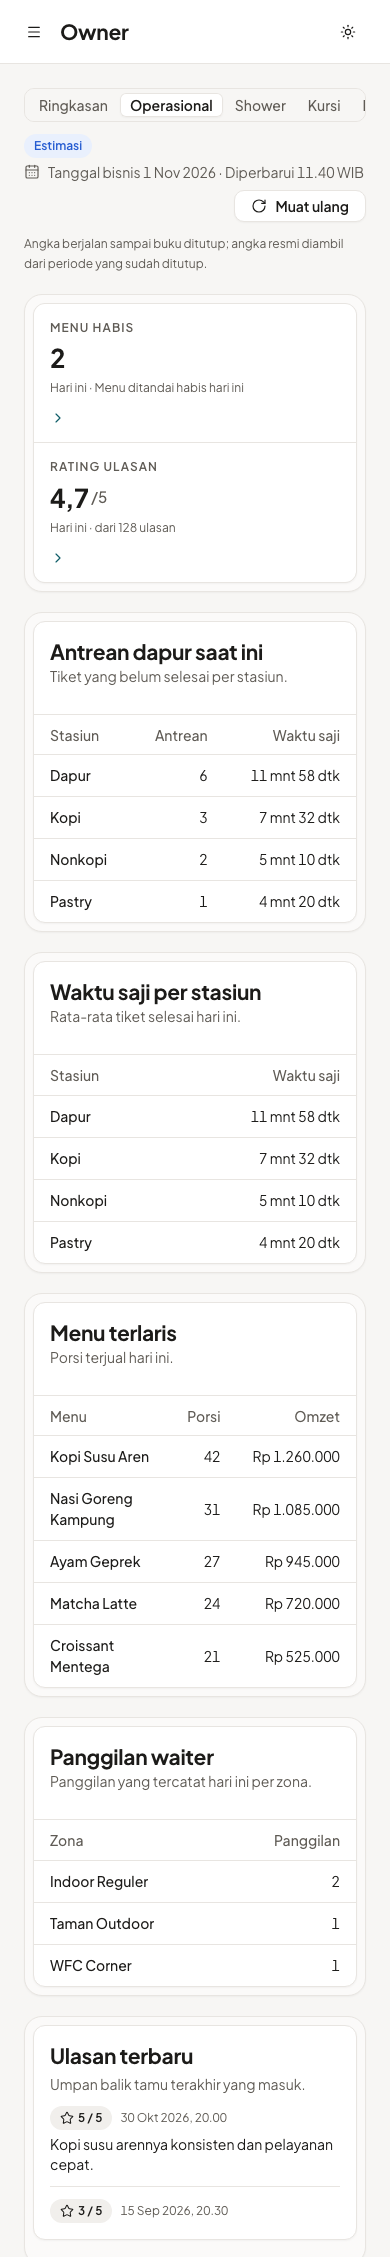 Owner
Ringkasan Operasional Shower Kursi
Estimasi
Tanggal bisnis 1 Nov 2026 · Diperbarui 11.40 WIB
Muat ulang
Angka berjalan sampai buku ditutup; angka resmi diambil
dari periode yang sudah ditutup.
MENU HABIS
2
Hari ini · Menu ditandai habis hari ini
RATING ULASAN
4,7/5
Hari ini · dari 128 ulasan
Antrean dapur saat ini
Tiket yang belum selesai per stasiun.
Stasiun Antrean Waktu saji
Dapur 6 11 mnt 58 dtk
Kopi 3 7 mnt 32 dtk
Nonkopi 2 5 mnt 10 dtk
Pastry 1 4 mnt 20 dtk
Waktu saji per stasiun
Rata-rata tiket selesai hari ini.
Stasiun Waktu saji
Dapur 11 mnt 58 dtk
Kopi 7 mnt 32 dtk
Nonkopi 5 mnt 10 dtk
Pastry 4 mnt 20 dtk
Menu terlaris
Porsi terjual hari ini.
Menu Porsi Omzet
Kopi Susu Aren 42 Rp 1.260.000
Nasi Goreng
Kampung 31 Rp 1.085.000
Ayam Geprek 27 Rp 945.000
Matcha Latte 24 Rp 720.000
Croissant
Mentega 21 Rp 525.000
Panggilan waiter
Panggilan yang tercatat hari ini per zona.
Zona Panggilan
Indoor Reguler 2
Taman Outdoor 1
WFC Corner 1
Ulasan terbaru
Umpan balik tamu terakhir yang masuk.
5 / 5 30 Okt 2026, 20.00
Kopi susu arennya konsisten dan pelayanan
cepat.
3 / 5 15 Sep 2026, 20.30